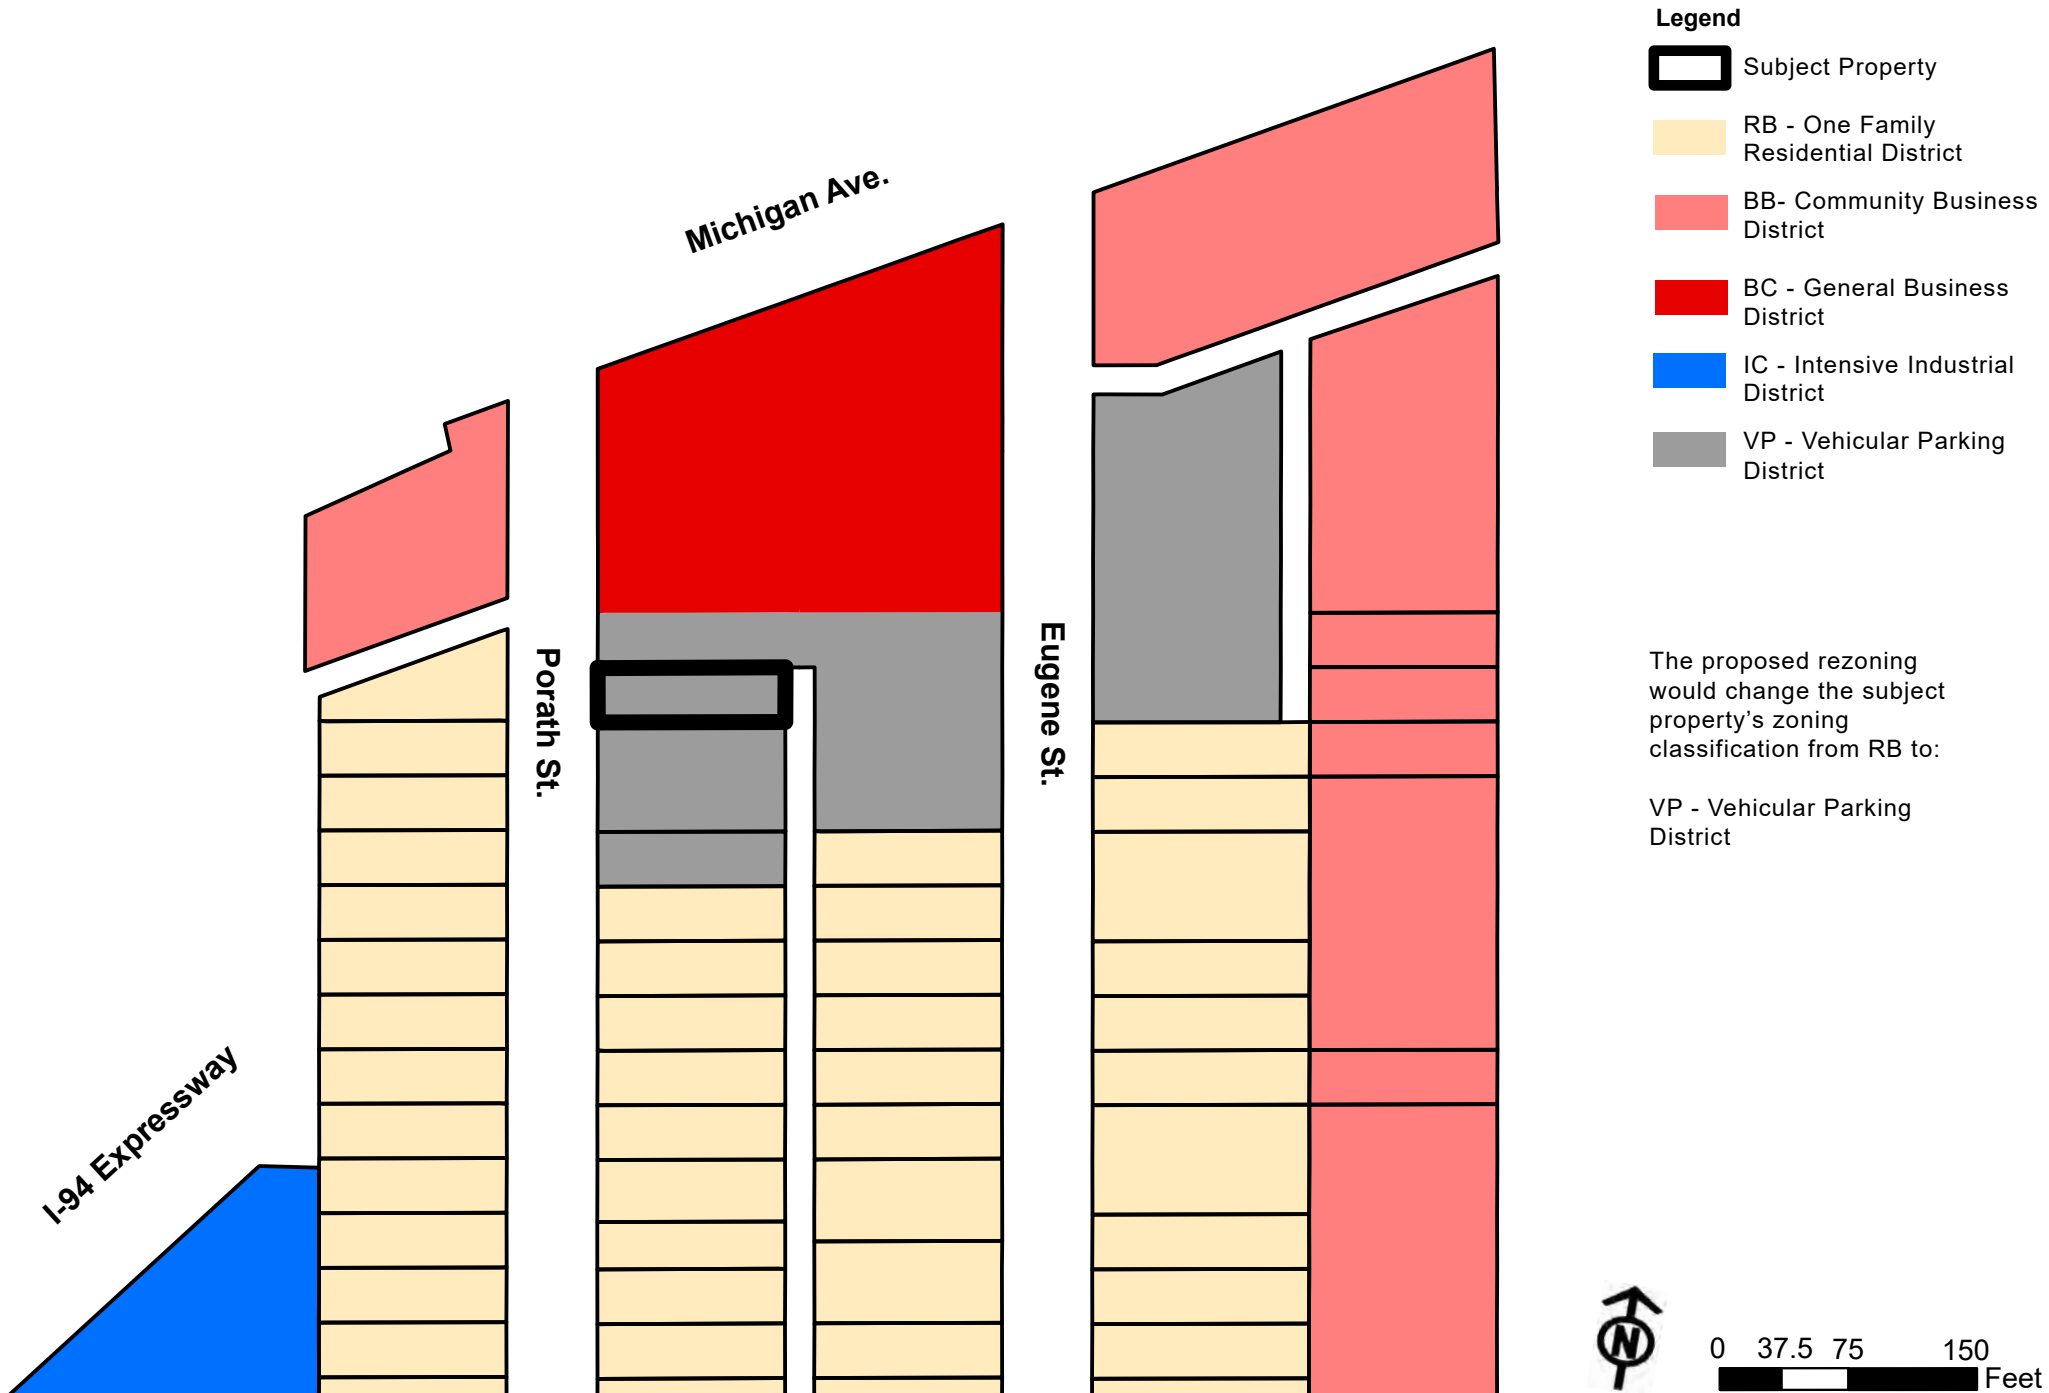 Legend
Subject Property
RB - One Family
Residential District
BB- Community Business
District
BC - General Business
District
IC - Intensive Industrial
District
VP - Vehicular Parking
District
Michigan Ave.
Porath St.
Eugene St.
I-94 Expressway
The proposed rezoning
would change the subject
property’s zoning
classification from RB to:
VP - Vehicular Parking
District
N
0 37.5 75 150
Feet